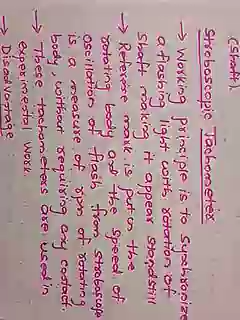 (Shaft).
Stroboscopic Tachometer
→ Working principle is to synchronize
a flashing light with rotation of
shaft making it appear standstill
→ Reference mark is put on the
rotating body and the speed of
oscillation of flash from stroboscope
is a measure of rpm of rotating
body, without requiring any contact.
→ These tachometers are used in
experimental work.
→ Disadvantage :